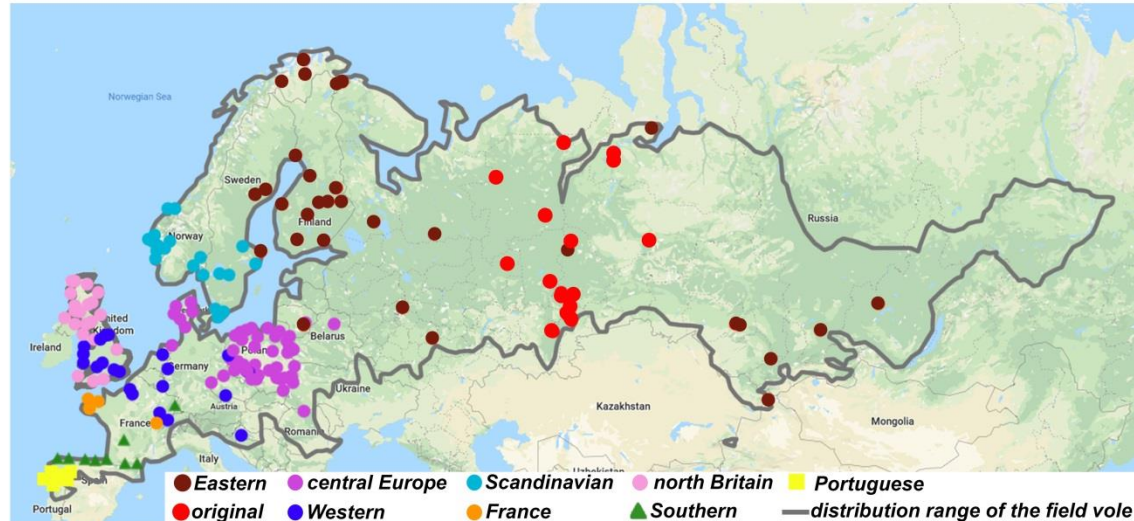 Norwegian Sea
Sweden
Finland
Norway
Russia
United
Kingdom
Ireland
Belarus
Poland
Germany
Ukraine
Austria
Kazakhstan
France
Romania
Mongolia
Italy
Uzbekistan
Spain
Portugal
Eastern central Europe Scandinavian north Britain Portuguese
original Western France Southern distribution range of the field vole